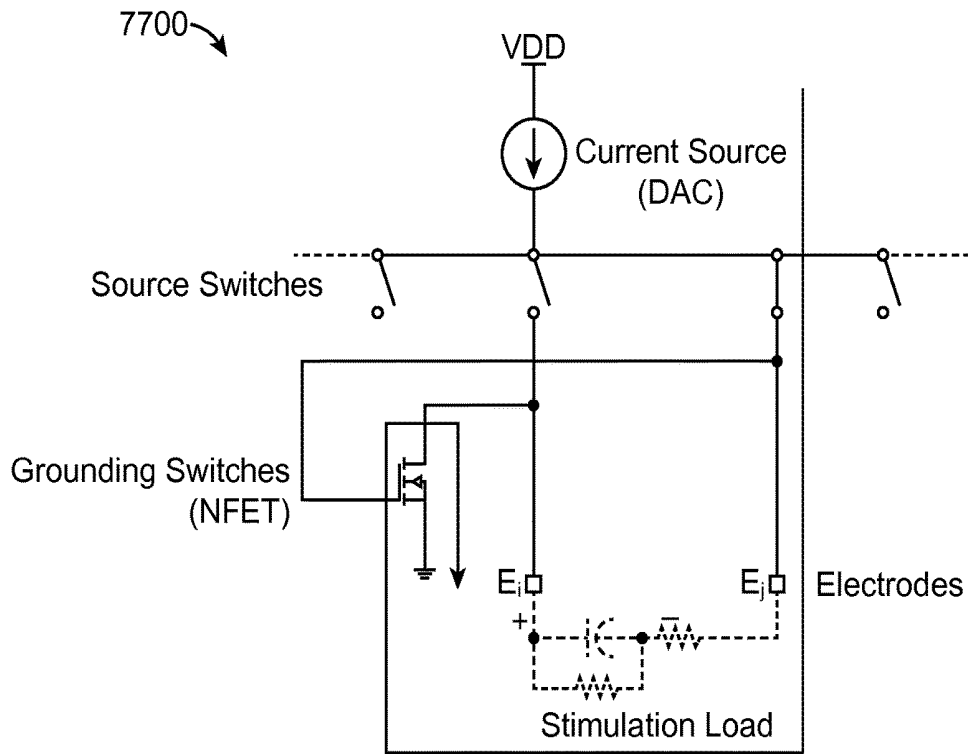 7700
VDD
Current Source
(DAC)
Source Switches
Grounding Switches
(NFET)
Ei
Ej
Electrodes
+
−
Stimulation Load